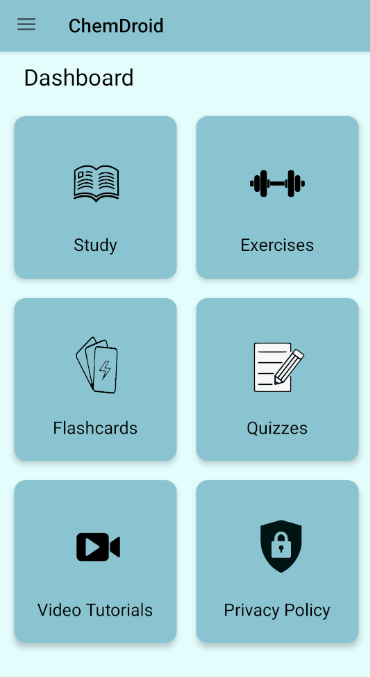 ChemDroid
Dashboard
Study
Exercises
Flashcards
Quizzes
Video Tutorials
Privacy Policy